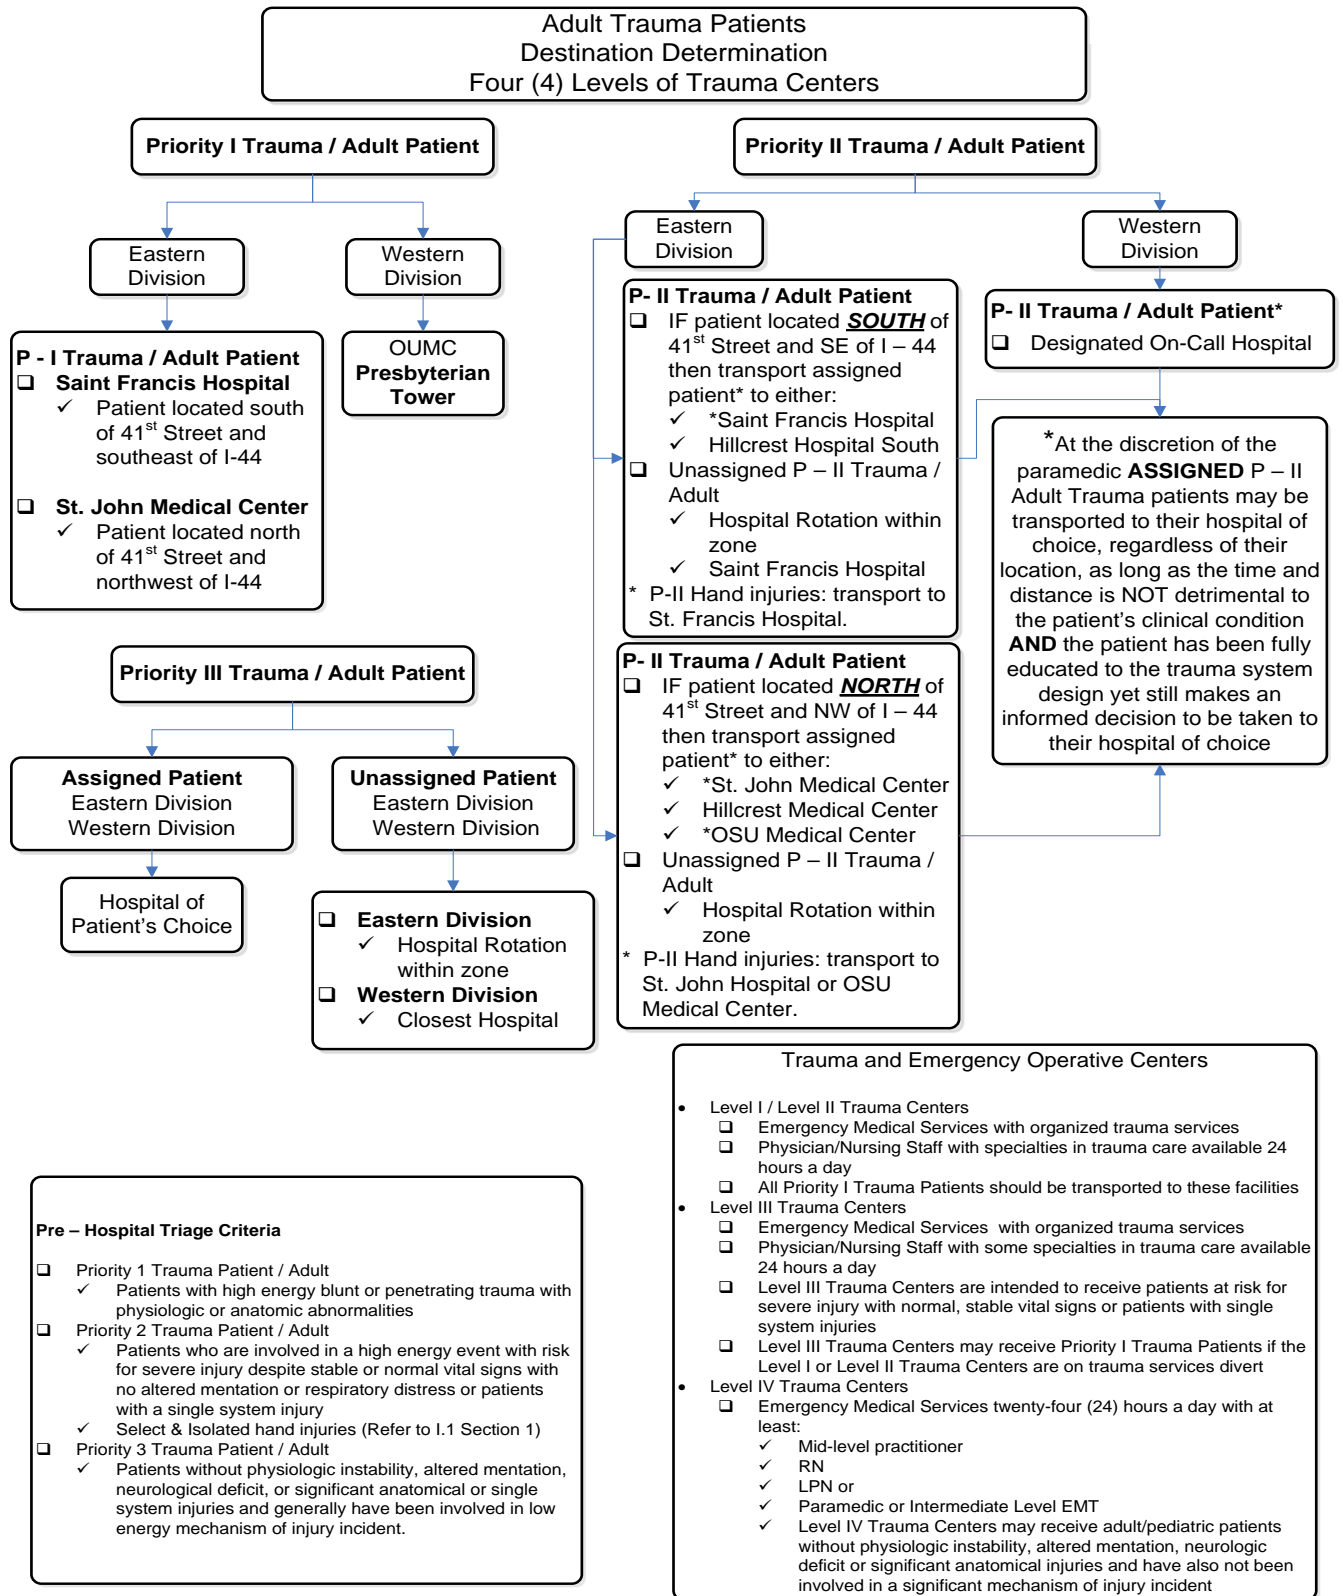 Adult Trauma Patients
Destination Determination
Four (4) Levels of Trauma Centers
Priority I Trauma / Adult Patient
Eastern
Division
Western
Division
P - I Trauma / Adult Patient
❑ Saint Francis Hospital
✓ Patient located south
of 41st Street and
southeast of I-44
❑ St. John Medical Center
✓ Patient located north
of 41st Street and
northwest of I-44
OUMC
Presbyterian
Tower
Priority II Trauma / Adult Patient
Eastern
Division
Western
Division
P- II Trauma / Adult Patient
❑ IF patient located SOUTH of
41st Street and SE of I – 44
then transport assigned
patient* to either:
✓ *Saint Francis Hospital
✓ Hillcrest Hospital South
❑ Unassigned P – II Trauma /
Adult
✓ Hospital Rotation within
zone
✓ Saint Francis Hospital
* P-II Hand injuries: transport to
St. Francis Hospital.
P- II Trauma / Adult Patient
❑ IF patient located NORTH of
41st Street and NW of I – 44
then transport assigned
patient* to either:
✓ *St. John Medical Center
✓ Hillcrest Medical Center
✓ *OSU Medical Center
❑ Unassigned P – II Trauma /
Adult
✓ Hospital Rotation within
zone
* P-II Hand injuries: transport to
St. John Hospital or OSU
Medical Center.
P- II Trauma / Adult Patient*
❑ Designated On-Call Hospital
*At the discretion of the
paramedic ASSIGNED P – II
Adult Trauma patients may be
transported to their hospital of
choice, regardless of their
location, as long as the time and
distance is NOT detrimental to
the patient's clinical condition
AND the patient has been fully
educated to the trauma system
design yet still makes an
informed decision to be taken to
their hospital of choice
Priority III Trauma / Adult Patient
Assigned Patient
Eastern Division
Western Division
Hospital of
Patient's Choice
Unassigned Patient
Eastern Division
Western Division
❑ Eastern Division
✓ Hospital Rotation
within zone
❑ Western Division
✓ Closest Hospital
Pre – Hospital Triage Criteria
❑ Priority 1 Trauma Patient / Adult
✓ Patients with high energy blunt or penetrating trauma with
physiologic or anatomic abnormalities
❑ Priority 2 Trauma Patient / Adult
✓ Patients who are involved in a high energy event with risk
for severe injury despite stable or normal vital signs with
no altered mentation or respiratory distress or patients
with a single system injury
✓ Select & Isolated hand injuries (Refer to I.1 Section 1)
❑ Priority 3 Trauma Patient / Adult
✓ Patients without physiologic instability, altered mentation,
neurological deficit, or significant anatomical or single
system injuries and generally have been involved in low
energy mechanism of injury incident.
Trauma and Emergency Operative Centers
• Level I / Level II Trauma Centers
❑ Emergency Medical Services with organized trauma services
❑ Physician/Nursing Staff with specialties in trauma care available 24
hours a day
❑ All Priority I Trauma Patients should be transported to these facilities
• Level III Trauma Centers
❑ Emergency Medical Services with organized trauma services
❑ Physician/Nursing Staff with some specialties in trauma care available
24 hours a day
❑ Level III Trauma Centers are intended to receive patients at risk for
severe injury with normal, stable vital signs or patients with single
system injuries
❑ Level III Trauma Centers may receive Priority I Trauma Patients if the
Level I or Level II Trauma Centers are on trauma services divert
• Level IV Trauma Centers
❑ Emergency Medical Services twenty-four (24) hours a day with at
least:
✓ Mid-level practitioner
✓ RN
✓ LPN or
✓ Paramedic or Intermediate Level EMT
✓ Level IV Trauma Centers may receive adult/pediatric patients
without physiologic instability, altered mentation, neurologic
deficit or significant anatomical injuries and have also not been
involved in a significant mechanism of injury incident